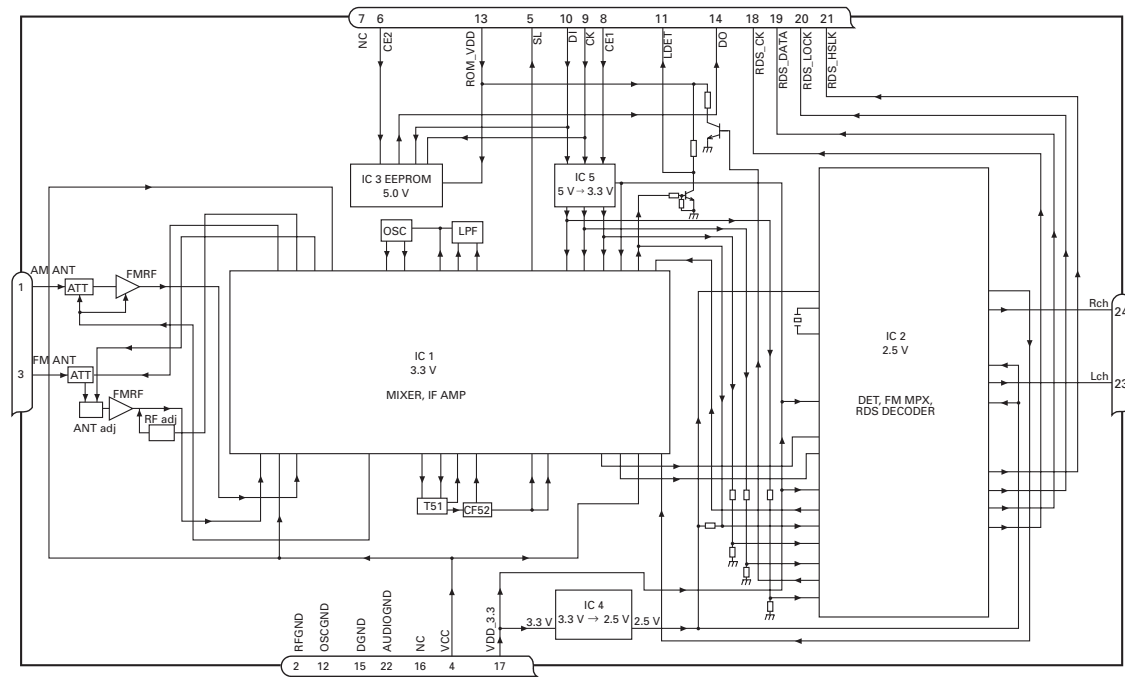 7 6 13 5 10 9 8 11 14 18 19 20 21
NC
CE2
ROM_VDD
SL
DI
CK
CE1
LDET
DO
RDS_CK
RDS_DATA
RDS_LOCK
RDS_HSLK
IC 3 EEPROM
5.0 V
IC 5
5 V → 3.3 V
OSC
LPF
AM ANT
1
ATT
FMRF
FM ANT
3
ATT
FMRF
ANT adj
RF adj
IC 1
3.3 V
MIXER, IF AMP
IC 2
2.5 V
DET, FM MPX,
RDS DECODER
Rch
24
Lch
23
T51
CF52
IC 4
3.3 V
3.3 V → 2.5 V
2.5 V
RFGND
OSCGND
DGND
AUDIOGND
NC
VCC
VDD_3.3
2 12 15 22 16 4 17